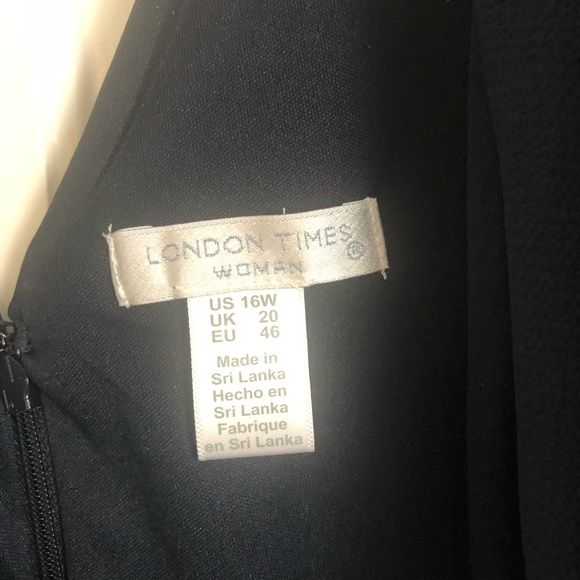 LONDON TIMES®
WOMAN
US 16W
UK 20
EU 46
Made in
Sri Lanka
Hecho en
Sri Lanka
Fabrique
en Sri Lanka